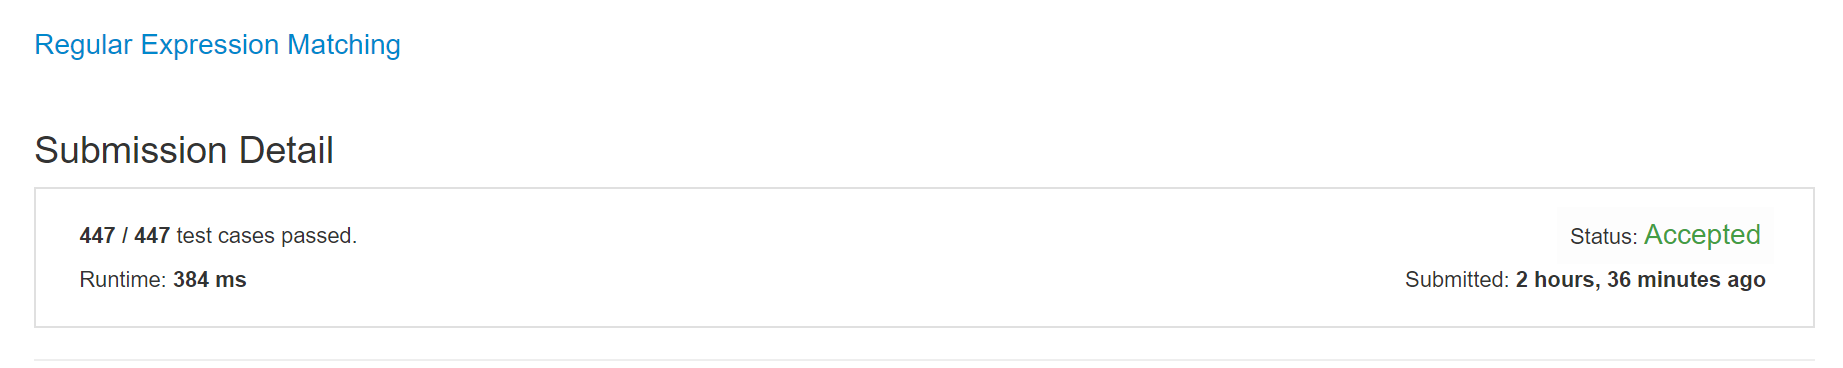 Regular Expression Matching
Submission Detail
447 / 447 test cases passed.
Status: Accepted
Runtime: 384 ms
Submitted: 2 hours, 36 minutes ago